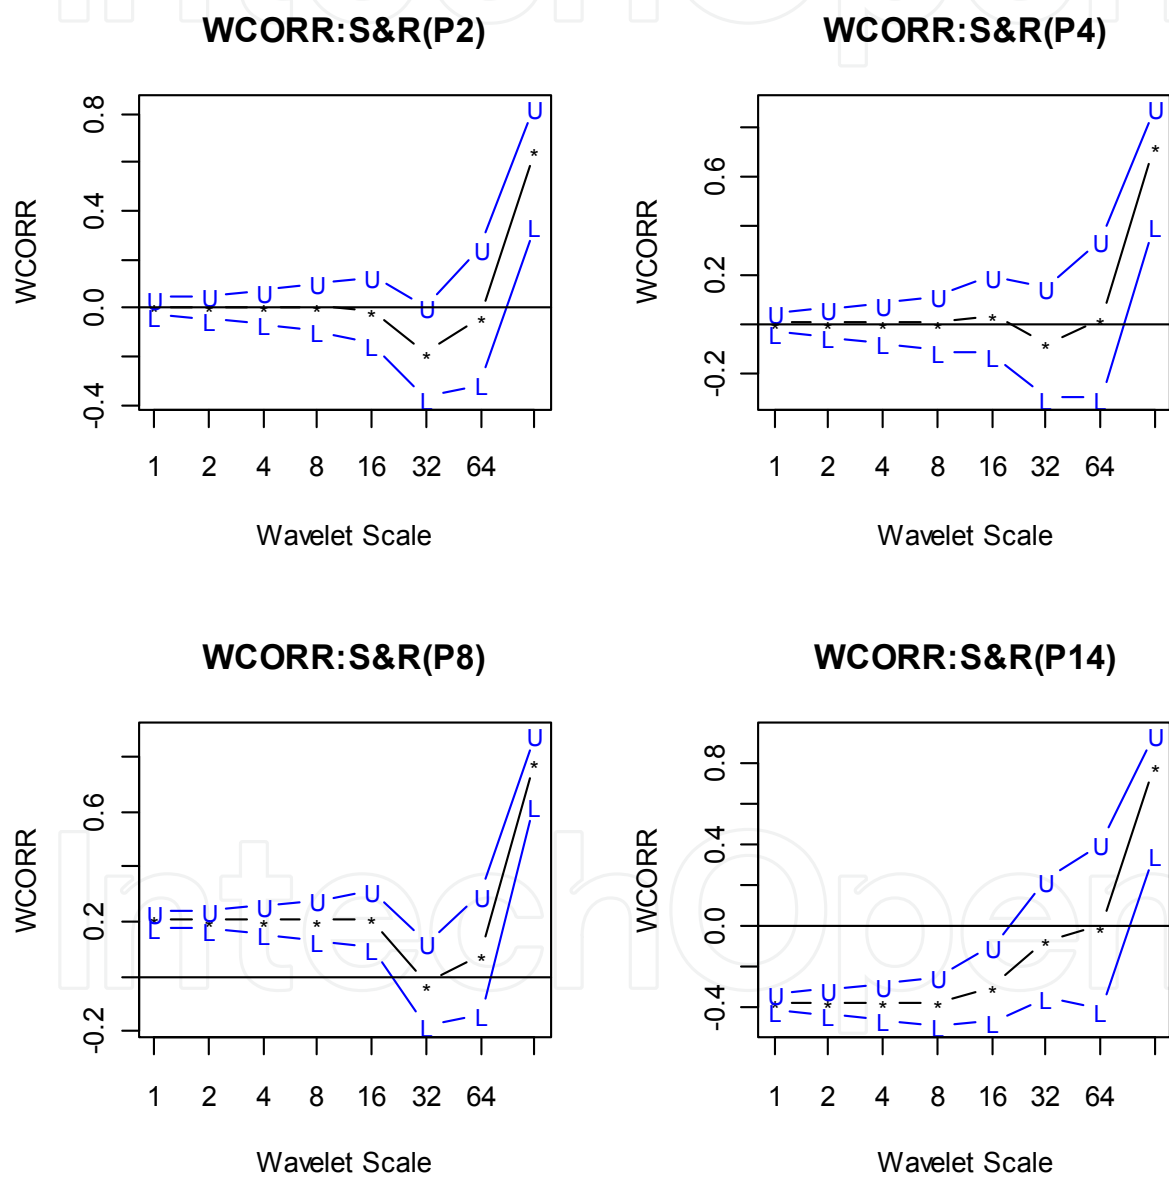 WCORR:S&R(P2)
WCORR
0.8
0.4
0.0
-0.4
U U U U U U U U
* * * * * * * *
L L L L L L L L
1 2 4 8 16 32 64
Wavelet Scale
WCORR:S&R(P4)
WCORR
0.6
0.2
-0.2
U U U U U U U U
* * * * * * * *
L L L L L L L L
1 2 4 8 16 32 64
Wavelet Scale
WCORR:S&R(P8)
WCORR
0.6
0.2
-0.2
U U U U U U U U
* * * * * * * *
L L L L L L L L
1 2 4 8 16 32 64
Wavelet Scale
WCORR:S&R(P14)
WCORR
0.8
0.4
0.0
-0.4
U U U U U U U U
* * * * * * * *
L L L L L L L L
1 2 4 8 16 32 64
Wavelet Scale
IntechOpen